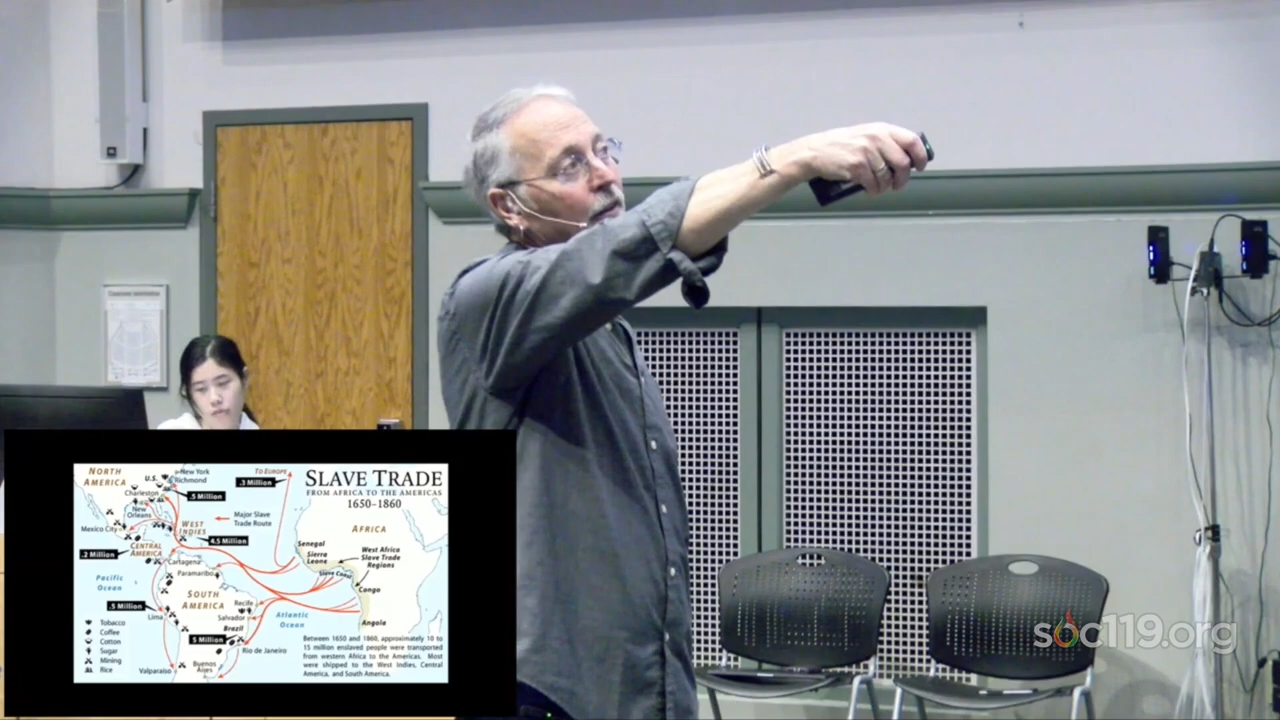 NORTH
AMERICA
U.S.
New York
Richmond
.5 Million
Charleston
New
Orleans
Mexico City
WEST
INDIES
4.5 Million
.2 Million
CENTRAL
AMERICA
Cartagena
Paramaribo
Pacific
Ocean
SOUTH
AMERICA
.5 Million
Lima
Recife
Salvador
Brazil
5 Million
Rio de Janeiro
Buenos
Aires
Valparaiso
Tobacco
Coffee
Cotton
Sugar
Mining
Rice
TO EUROPE
.3 Million
Major Slave
Trade Route
SLAVE TRADE
FROM AFRICA TO THE AMERICAS
1650–1860
AFRICA
Senegal
Sierra
Leone
West Africa
Slave Trade
Regions
Slave Coast
Congo
Angola
Atlantic
Ocean
Between 1650 and 1860, approximately 10 to
15 million enslaved people were transported
from western Africa to the Americas. Most
were shipped to the West Indies, Central
America, and South America.
soc119.org